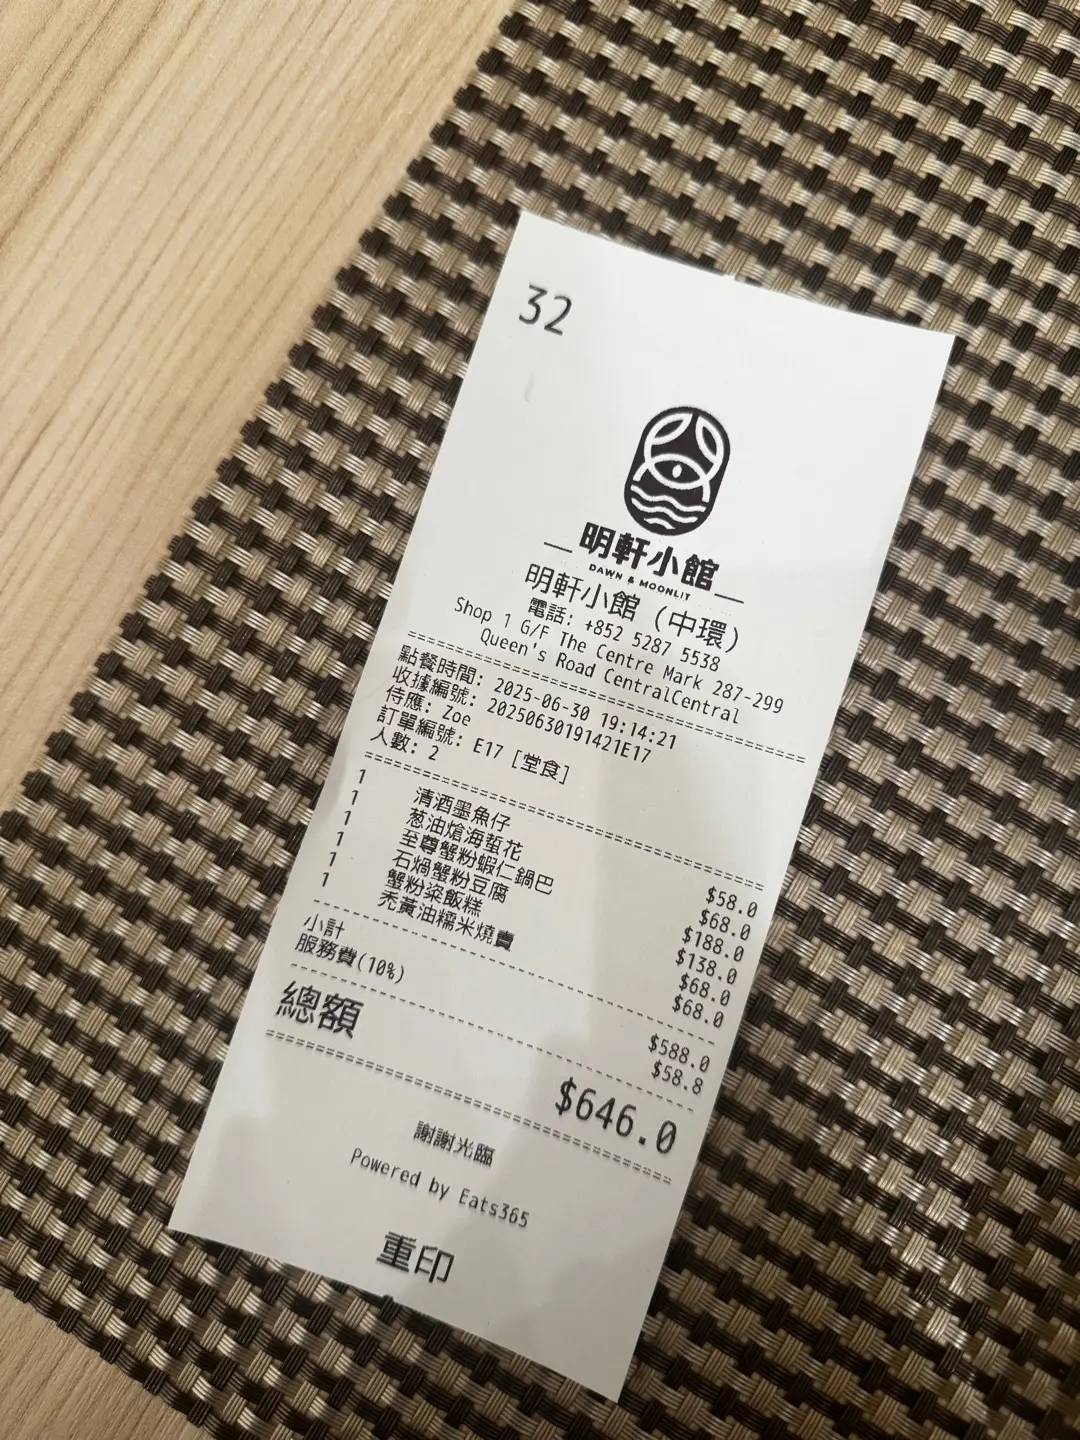 32
明軒小館
DAWN & MOONLIT
明軒小館 (中環)
電話: +852 5287 5538
Shop 1 G/F The Centre Mark 287-299
Queen's Road CentralCentral
點餐時間: 2025-06-30 19:14:21
收據編號: 20250630191421E17
侍應: Zoe
訂單編號: E17 [堂食]
人數: 2
1 清酒墨魚仔 $58.0
1 葱油熗海蜇花 $68.0
1 至尊蟹粉蝦仁鍋巴 $188.0
1 石煱蟹粉豆腐 $138.0
1 蟹粉粢飯糕 $68.0
1 禿黃油糯米燒賣 $68.0
小計 $588.0
服務費(10%) $58.8
總額 $646.0
謝謝光臨
Powered by Eats365
重印